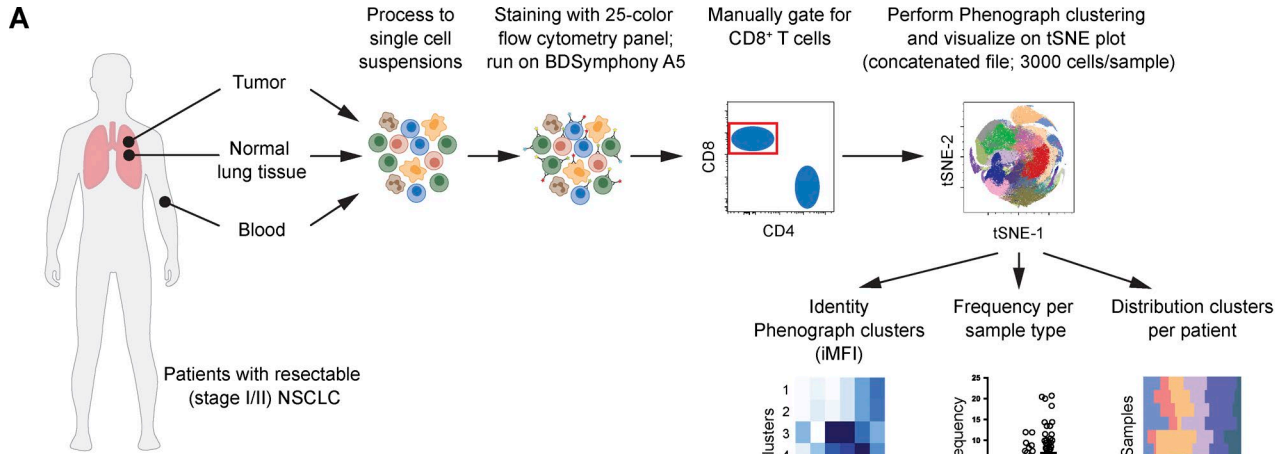 A
Process to
single cell
suspensions
Staining with 25-color
flow cytometry panel;
run on BDSymphony A5
Manually gate for
CD8⁺ T cells
Perform Phenograph clustering
and visualize on tSNE plot
(concatenated file; 3000 cells/sample)
Tumor
Normal
lung tissue
Blood
CD8
CD4
tSNE-2
tSNE-1
Patients with resectable
(stage I/II) NSCLC
Identity
Phenograph clusters
(iMFI)
Frequency per
sample type
Distribution clusters
per patient
1
2
3
25
20
15
10
Samples